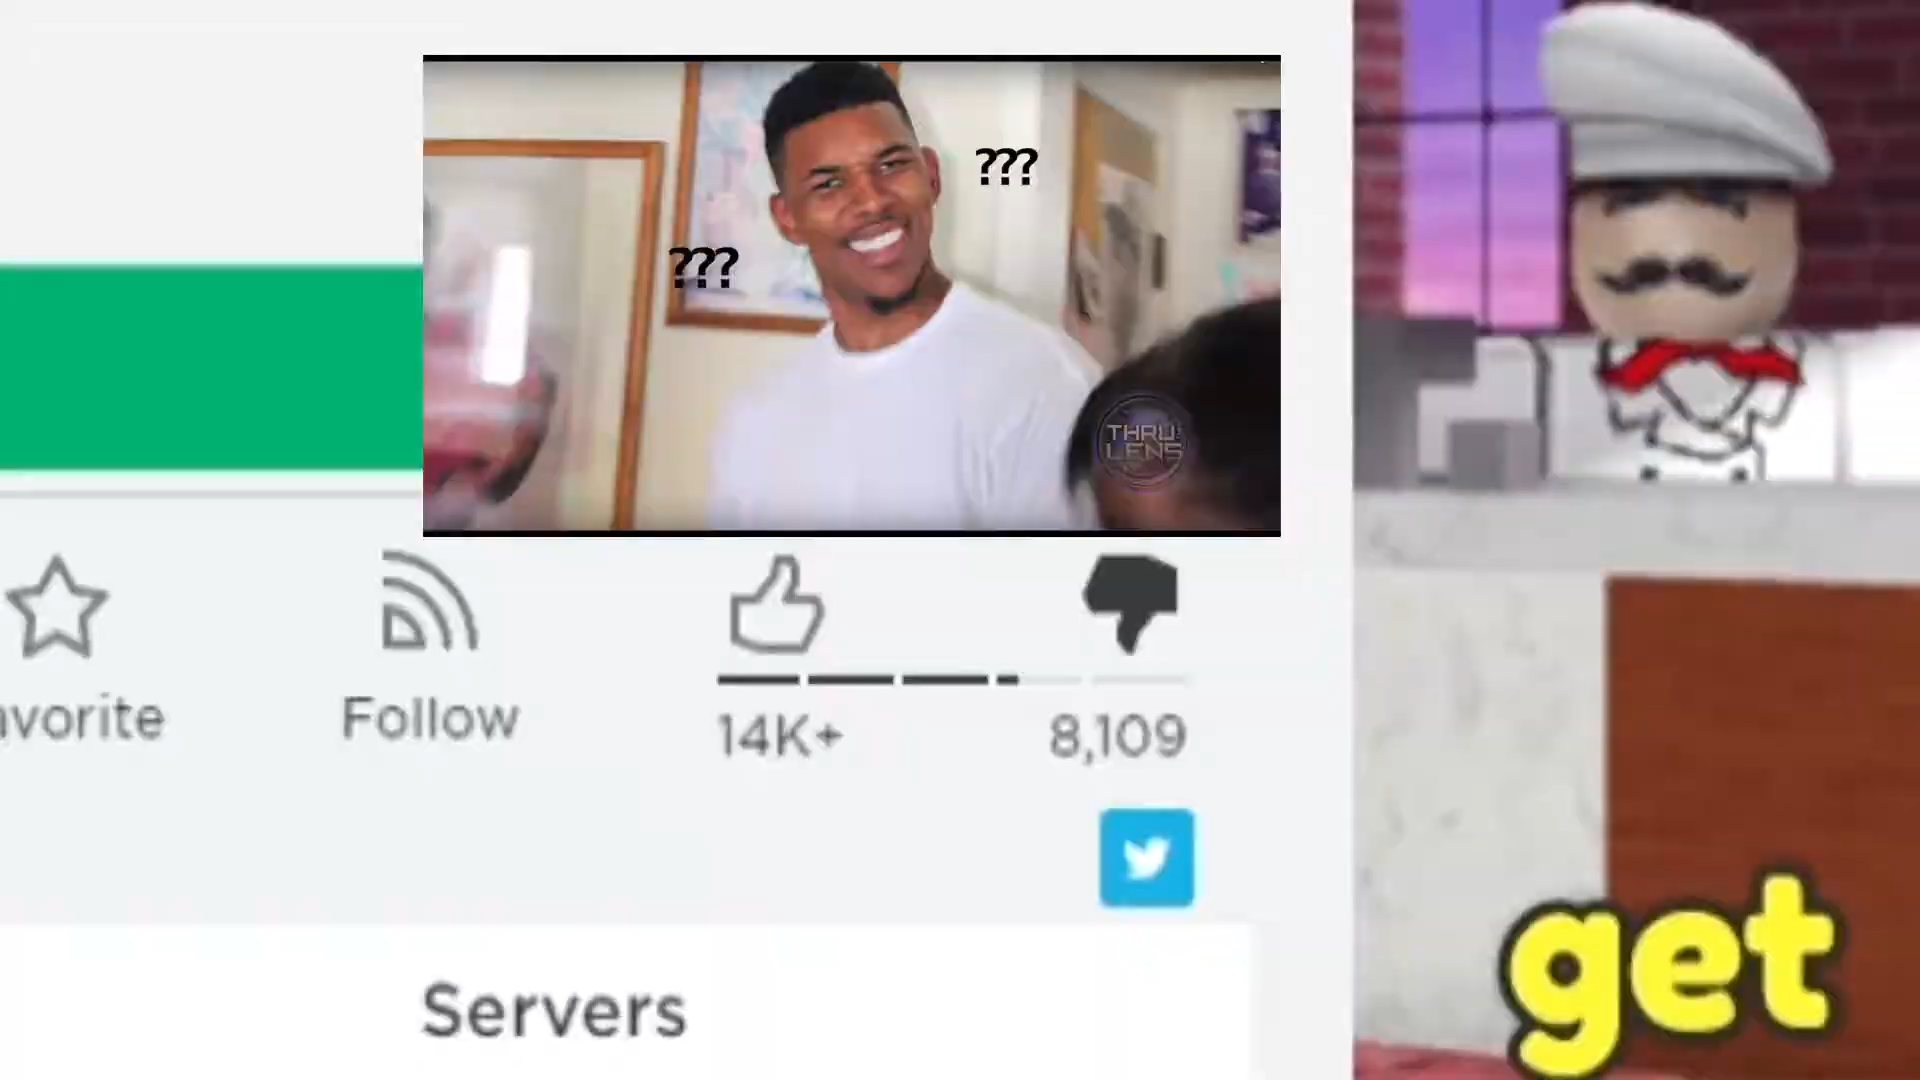 ???
???
THRU
LENS
avorite
Follow
14K+
8,109
Servers
get